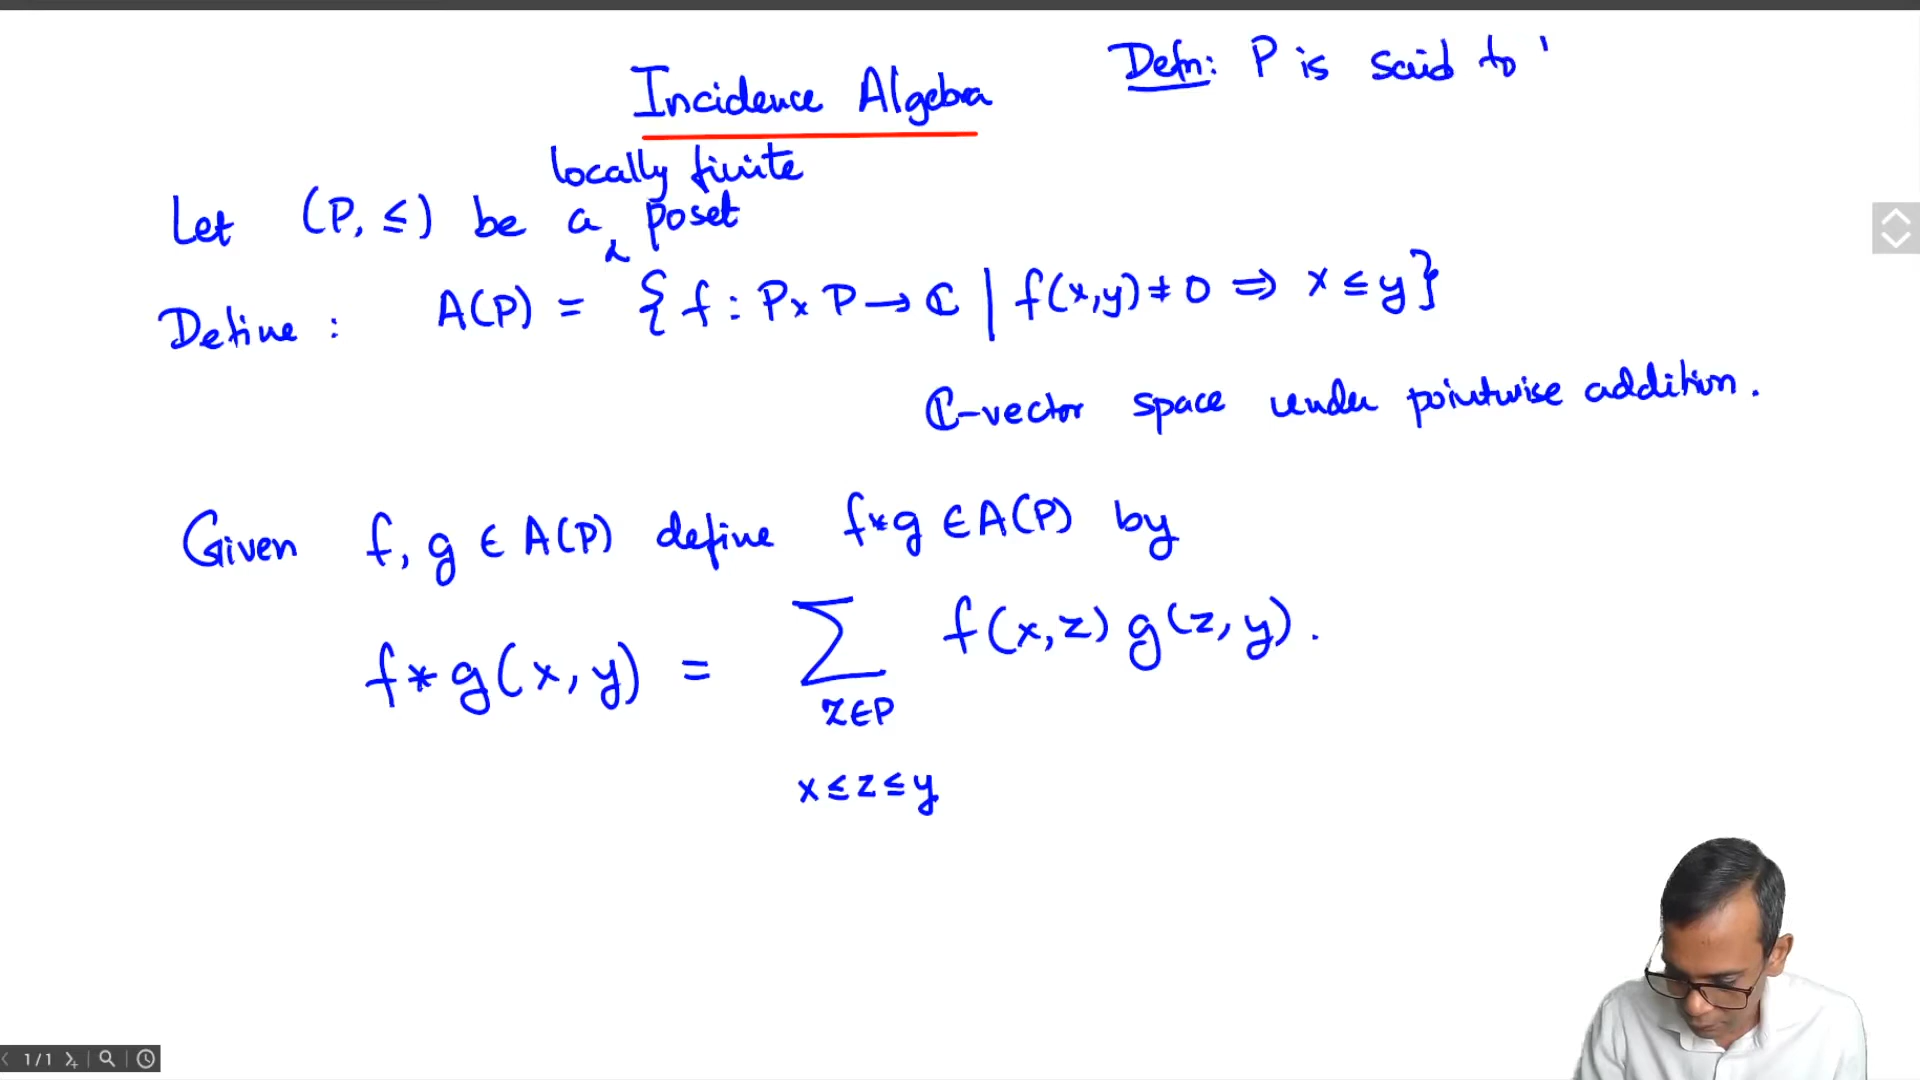 Incidence Algebra
Defn: P is said to
locally finite
Let (P, ≤) be a ‸ poset
Define : A(P) = { f : P × P → ℂ | f(x,y) ≠ 0 ⇒ x ≤ y }
ℂ-vector space under pointwise addition.
Given f, g ∈ A(P) define f*g ∈ A(P) by
f*g(x,y) = ∑ f(x,z) g(z,y).
z∈P
x≤z≤y
1/1